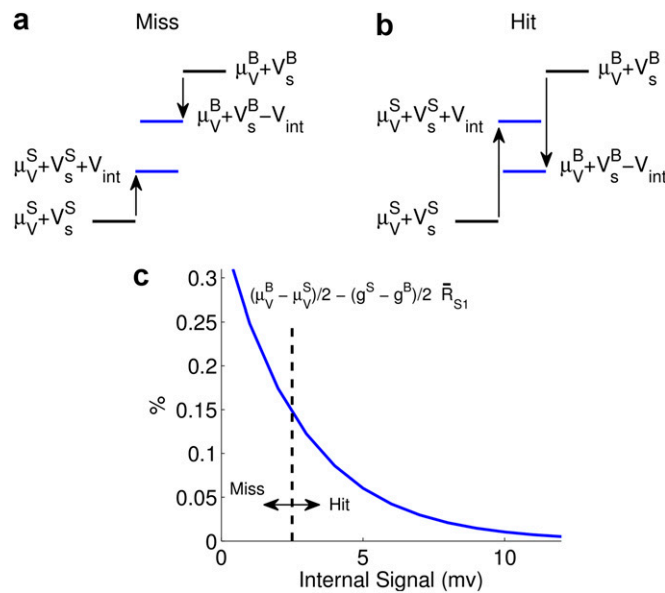 a
Miss
μ_V^B+V_s^B
μ_V^B+V_s^B−V_int
μ_V^S+V_s^S+V_int
μ_V^S+V_s^S
b
Hit
μ_V^B+V_s^B
μ_V^S+V_s^S+V_int
μ_V^B+V_s^B−V_int
μ_V^S+V_s^S
c
(μ_V^B − μ_V^S)/2 − (g^S − g^B)/2 R̄_S1
0.3
0.25
0.2
0.15
0.1
0.05
0
%
Miss
Hit
0
5
10
Internal Signal (mv)